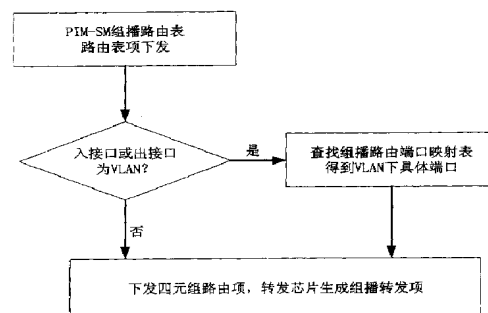 PIM-SM组播路由表
路由表项下发
入接口或出接口
为VLAN?
是
查找组播路由端口映射表
得到VLAN下具体端口
否
下发四元组路由项，转发芯片生成组播转发项